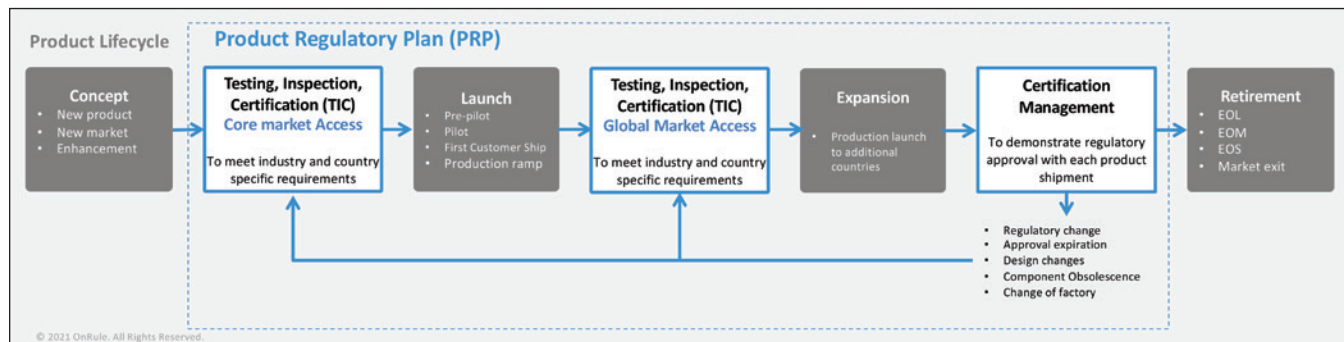 Product Lifecycle
Product Regulatory Plan (PRP)
Concept
• New product
• New market
• Enhancement
Testing, Inspection,
Certification (TIC)
Core market Access
To meet industry and country
specific requirements
Launch
• Pre-pilot
• Pilot
• First Customer Ship
• Production ramp
Testing, Inspection,
Certification (TIC)
Global Market Access
To meet industry and country
specific requirements
Expansion
• Production launch
to additional
countries
Certification
Management
To demonstrate regulatory
approval with each product
shipment
Retirement
• EOL
• EOM
• EOS
• Market exit
• Regulatory change
• Approval expiration
• Design changes
• Component Obsolescence
• Change of factory
© 2021 OnRule. All Rights Reserved.